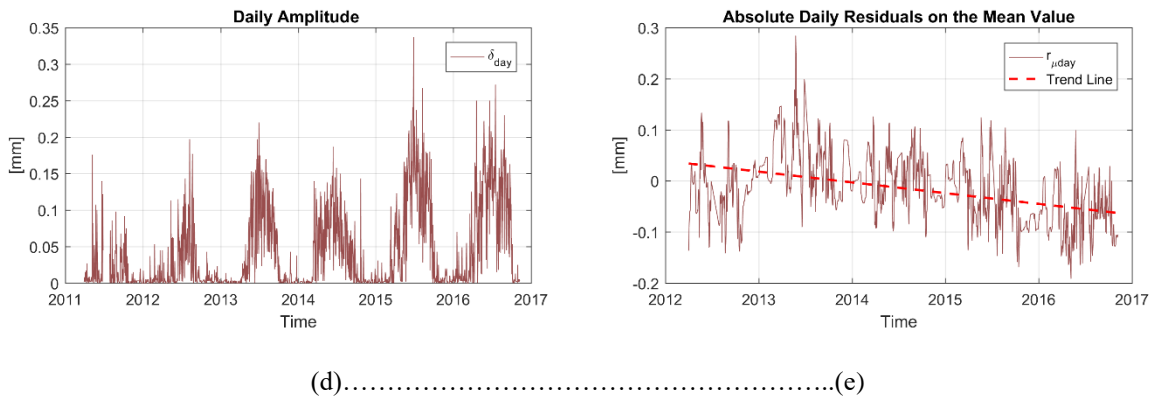 Daily Amplitude
0.35
0.3
0.25
0.2
0.15
0.1
0.05
0
[mm]
δday
2011 2012 2013 2014 2015 2016 2017
Time
Absolute Daily Residuals on the Mean Value
0.3
0.2
0.1
0
-0.1
-0.2
[mm]
rμday
Trend Line
2012 2013 2014 2015 2016 2017
Time
(d)…………………………………………………..(e)